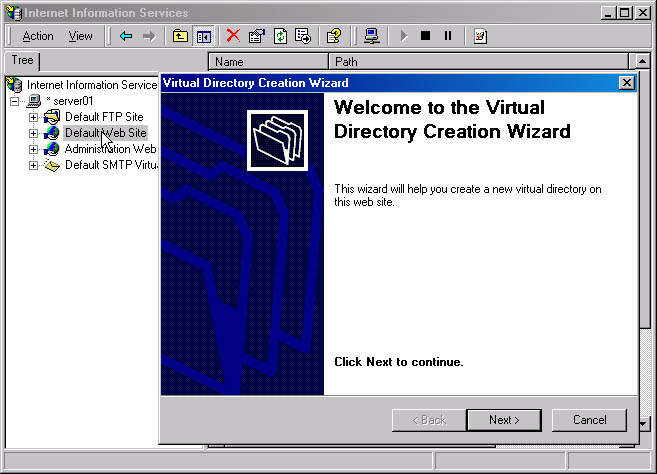 Internet Information Services
Action View
Tree
Name Path
Internet Information Service
* server01
Default FTP Site
Default Web Site
Administration Web
Default SMTP Virtu
Virtual Directory Creation Wizard
Welcome to the Virtual
Directory Creation Wizard
This wizard will help you create a new virtual directory on
this web site.
Click Next to continue.
< Back Next > Cancel